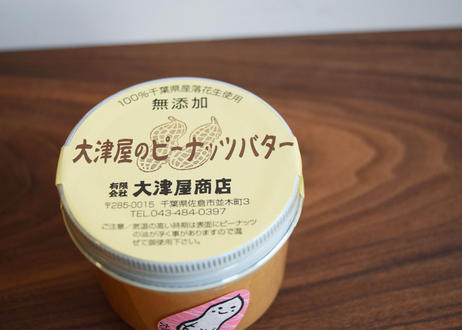 100%千葉県産落花生使用
無添加
大津屋のピーナッツバター
有限会社 大津屋商店
〒285-0015 千葉県佐倉市並木町3
TEL.043-484-0397
ご注意／気温の高い時期は表面にピーナッツ
の油が浮く事がありますので混
ぜて御使用下さい。